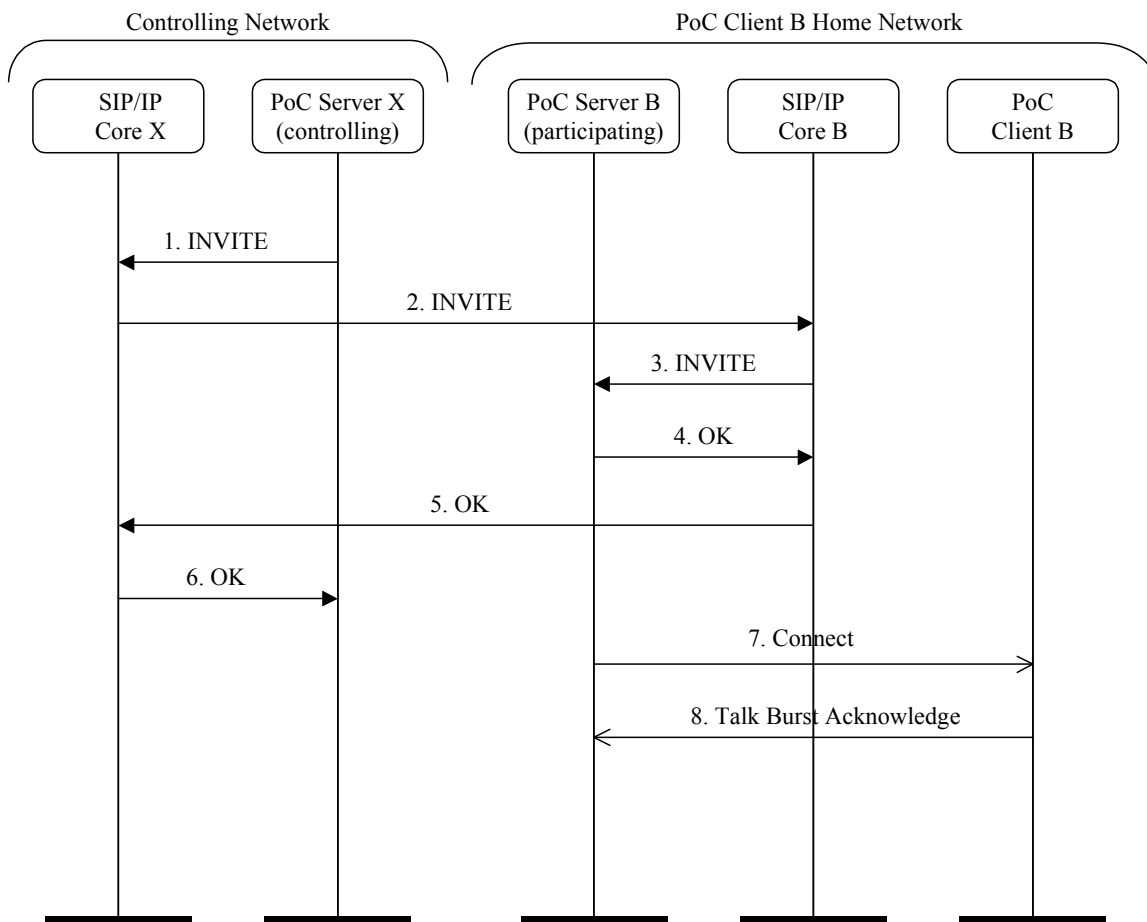 Controlling Network
PoC Client B Home Network
SIP/IP
Core X
PoC Server X
(controlling)
PoC Server B
(participating)
SIP/IP
Core B
PoC
Client B
1. INVITE
2. INVITE
3. INVITE
4. OK
5. OK
6. OK
7. Connect
8. Talk Burst Acknowledge